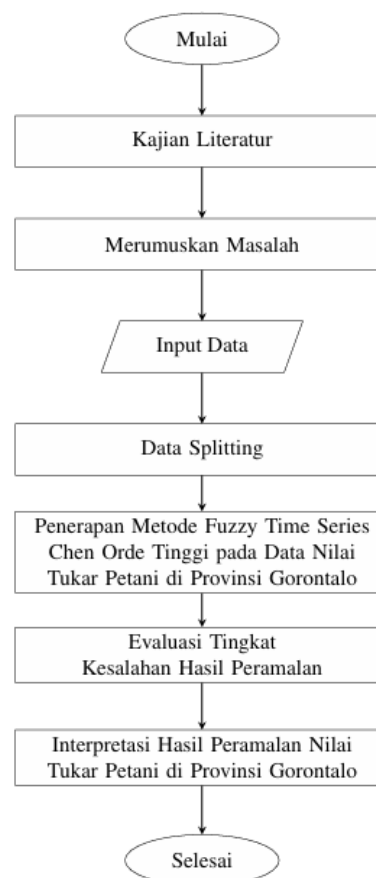 Mulai
Kajian Literatur
Merumuskan Masalah
Input Data
Data Splitting
Penerapan Metode Fuzzy Time Series
Chen Orde Tinggi pada Data Nilai
Tukar Petani di Provinsi Gorontalo
Evaluasi Tingkat
Kesalahan Hasil Peramalan
Interpretasi Hasil Peramalan Nilai
Tukar Petani di Provinsi Gorontalo
Selesai